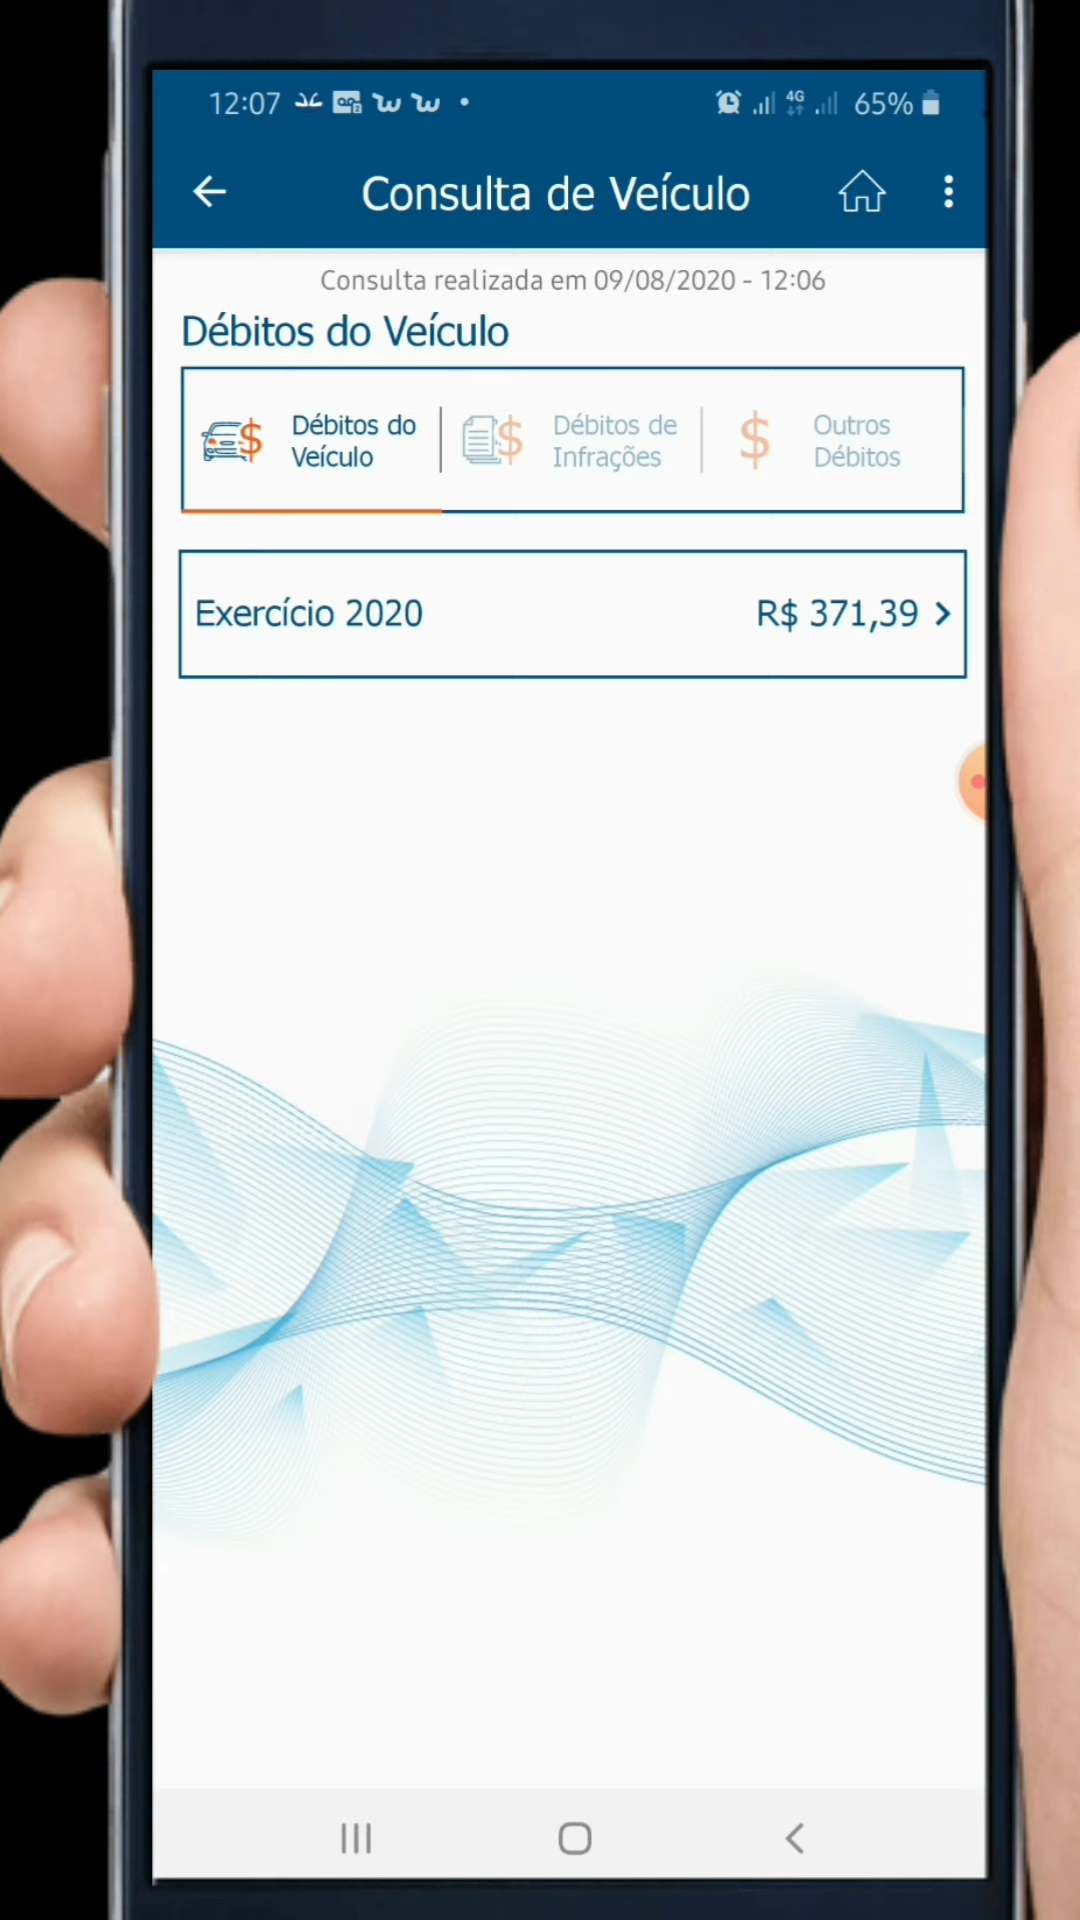 12:07
4G
65%
Consulta de Veículo
Consulta realizada em 09/08/2020 - 12:06
Débitos do Veículo
Débitos do
Veículo
Débitos de
Infrações
Outros
Débitos
Exercício 2020
R$ 371,39